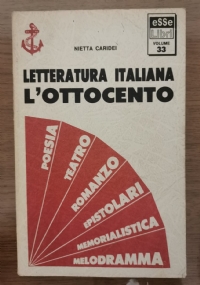 esse
Libri
VOLUME
33
NIETTA CARIDEI
LETTERATURA ITALIANA
L'OTTOCENTO
POESIA
TEATRO
ROMANZO
EPISTOLARI
MEMORIALISTICA
MELODRAMMA